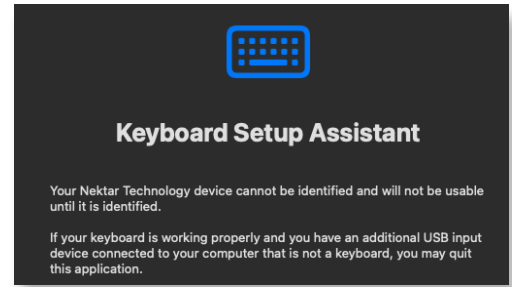 Keyboard Setup Assistant
Your Nektar Technology device cannot be identified and will not be usable
until it is identified.
If your keyboard is working properly and you have an additional USB input
device connected to your computer that is not a keyboard, you may quit
this application.